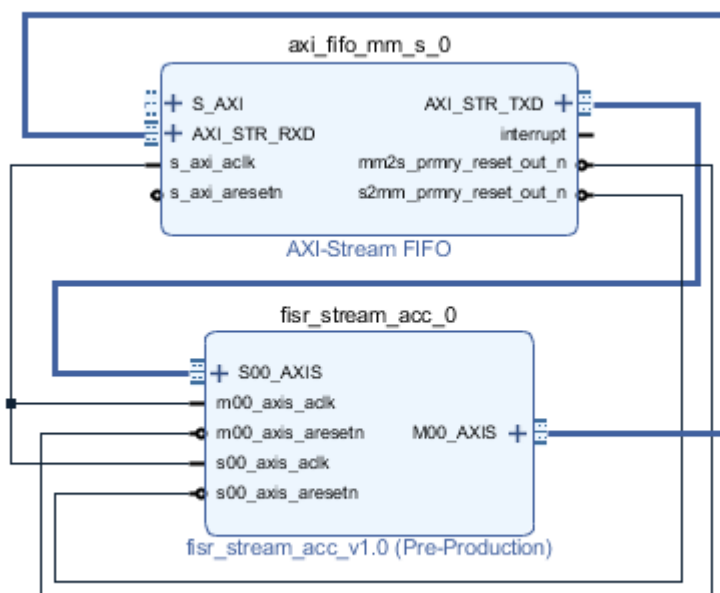 axi_fifo_mm_s_0
S_AXI
AXI_STR_RXD
s_axi_aclk
s_axi_aresetn
AXI_STR_TXD
interrupt
mm2s_prmry_reset_out_n
s2mm_prmry_reset_out_n
AXI-Stream FIFO
fisr_stream_acc_0
S00_AXIS
m00_axis_aclk
m00_axis_aresetn
s00_axis_aclk
s00_axis_aresetn
M00_AXIS
fisr_stream_acc_v1.0 (Pre-Production)